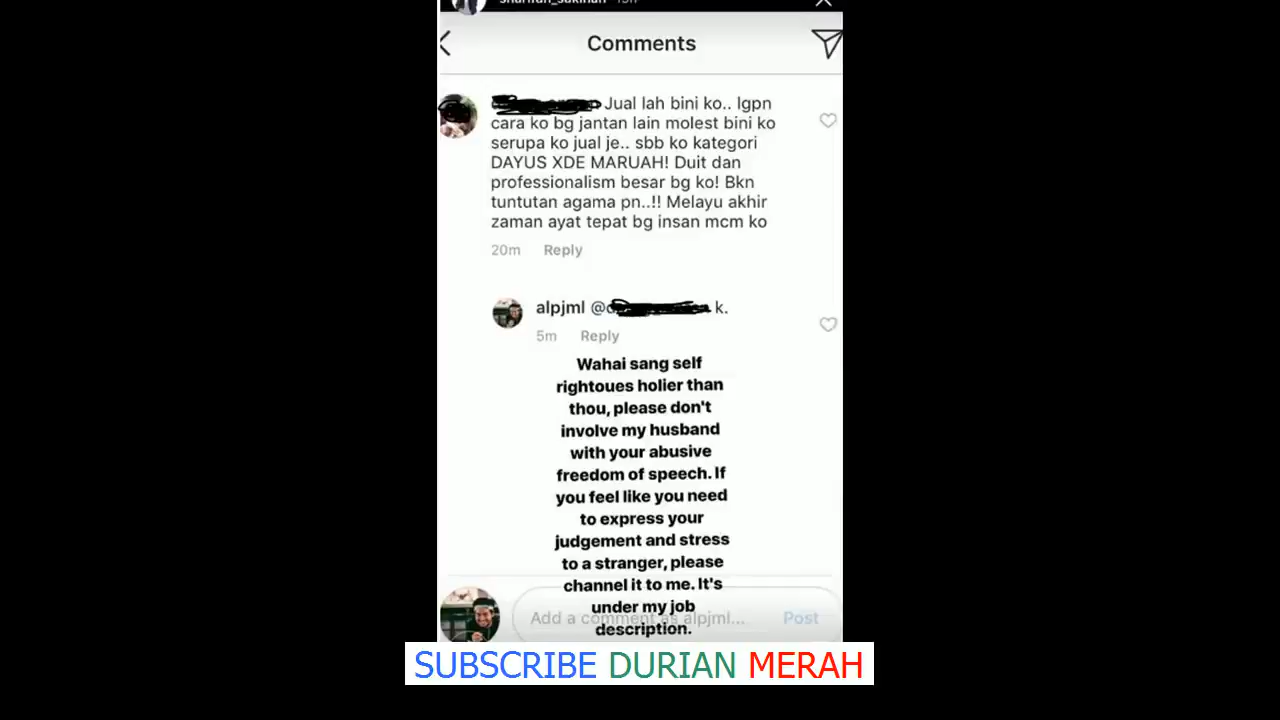 Comments
Jual lah bini ko.. lgpn
cara ko bg jantan lain molest bini ko
serupa ko jual je.. sbb ko kategori
DAYUS XDE MARUAH! Duit dan
professionalism besar bg ko! Bkn
tuntutan agama pn..!! Melayu akhir
zaman ayat tepat bg insan mcm ko
20m Reply
alpjml @ k.
5m Reply
Wahai sang self
rightoues holier than
thou, please don't
involve my husband
with your abusive
freedom of speech. If
you feel like you need
to express your
judgement and stress
to a stranger, please
channel it to me. It's
under my job
description.
Add a comment as alpjml... Post
SUBSCRIBE DURIAN MERAH